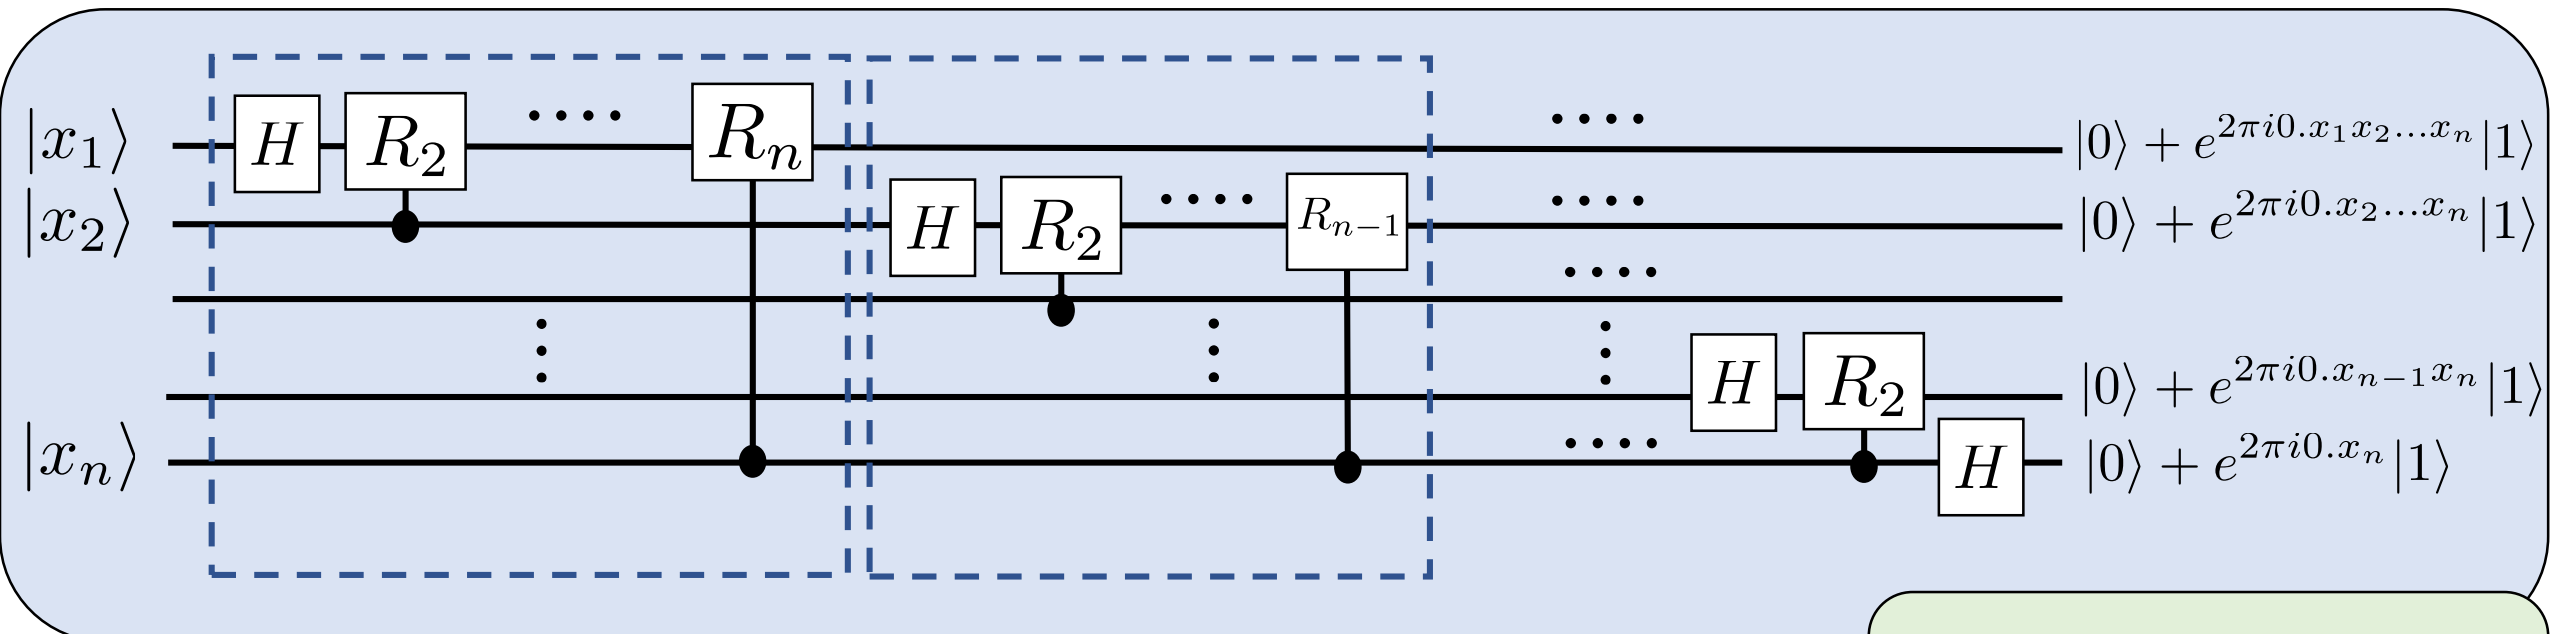 |x₁⟩ H R₂ .... Rₙ .... |0⟩ + e^{2πi0.x₁x₂...xₙ}|1⟩
|x₂⟩ H R₂ .... Rₙ₋₁ .... |0⟩ + e^{2πi0.x₂...xₙ}|1⟩
....
H R₂ |0⟩ + e^{2πi0.xₙ₋₁xₙ}|1⟩
|xₙ⟩ .... H |0⟩ + e^{2πi0.xₙ}|1⟩